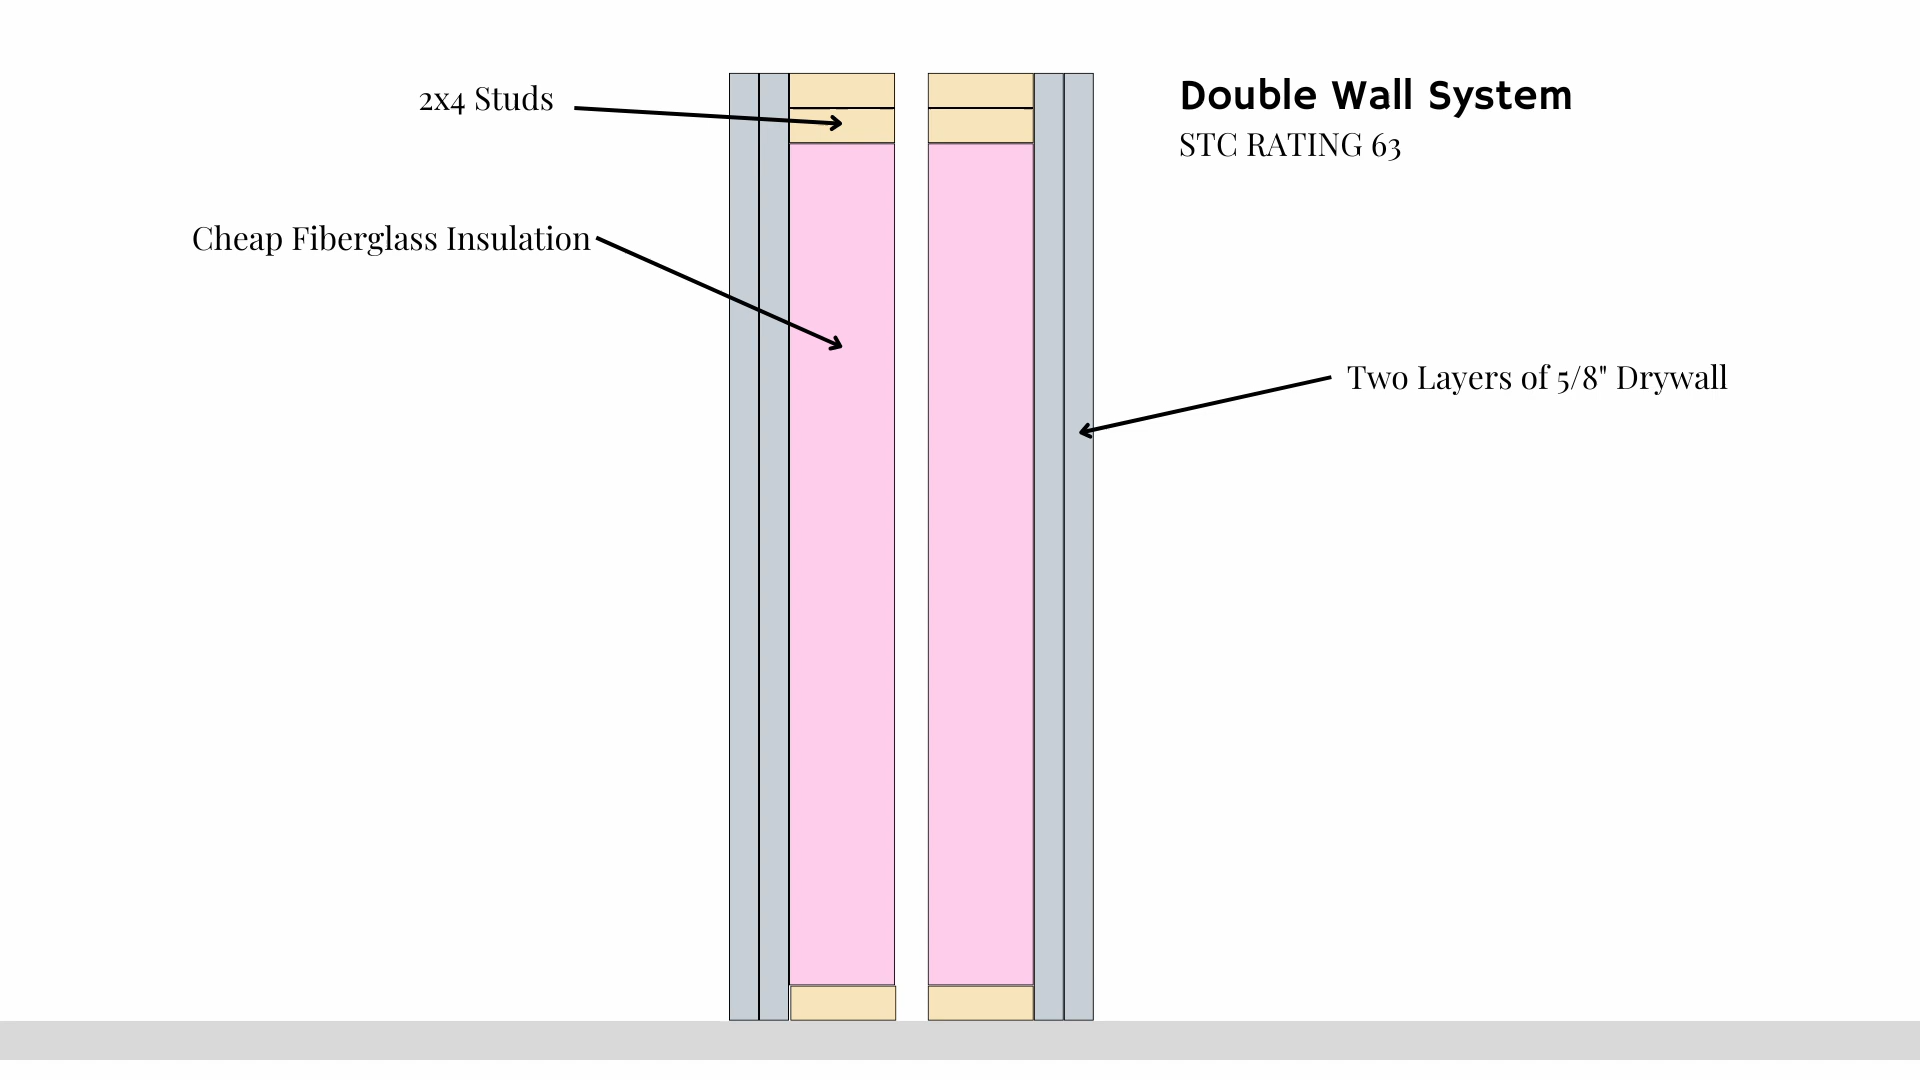 2x4 Studs
Double Wall System
STC RATING 63
Cheap Fiberglass Insulation
Two Layers of 5/8" Drywall